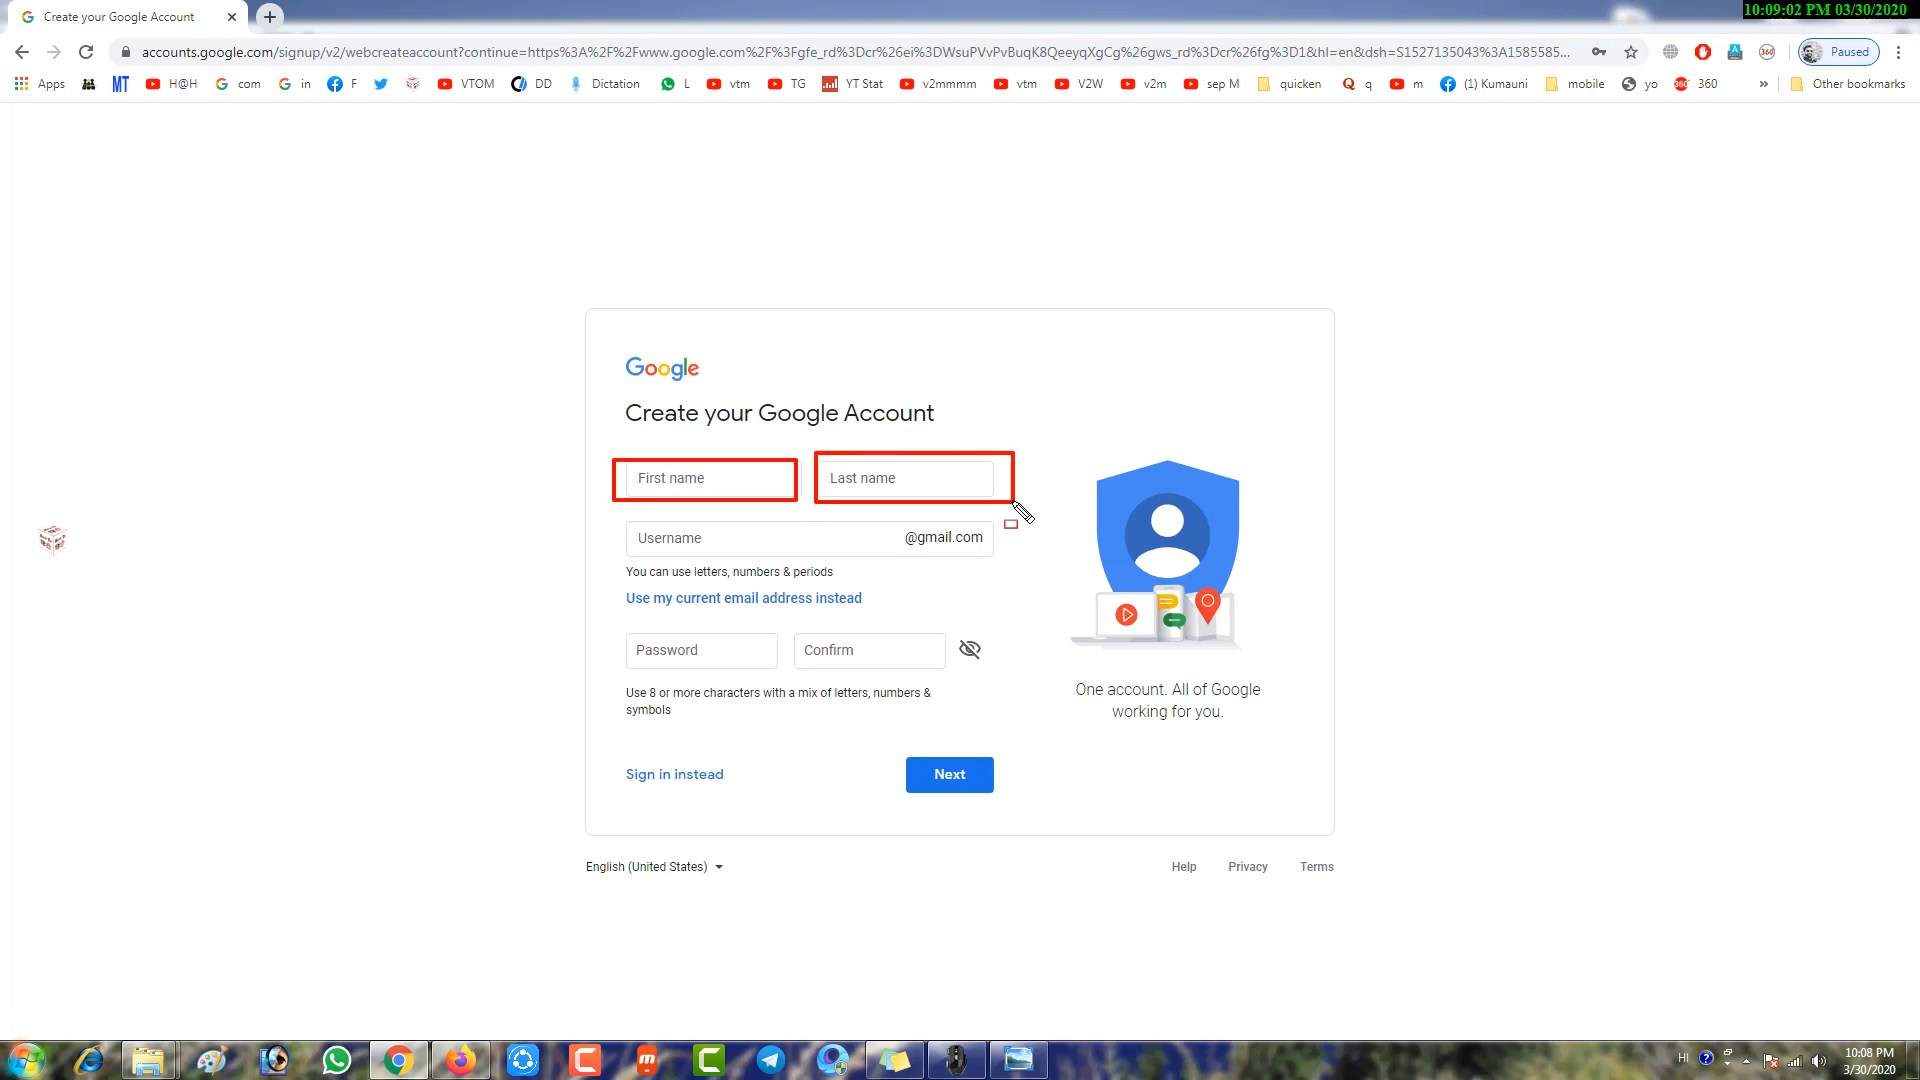 Create your Google Account
10:09:02 PM 03/30/2020
accounts.google.com/signup/v2/webcreateaccount?continue=https%3A%2F%2Fwww.google.com%2F%3Fgfe_rd%3Dcr%26ei%3DWsuPVvPvBuqK8QeeyqXgCg%26gws_rd%3Dcr%26fg%3D1&hl=en&dsh=S1527135043%3A1585585...
Paused
Apps MT H@H com in F VTOM DD Dictation L vtm TG YT Stat v2mmmm vtm V2W v2m sep M quicken q m (1) Kumauni mobile yo 360 » Other bookmarks
Google
Create your Google Account
First name Last name
Username @gmail.com
You can use letters, numbers & periods
Use my current email address instead
Password Confirm
Use 8 or more characters with a mix of letters, numbers &
symbols
Sign in instead Next
One account. All of Google
working for you.
English (United States) Help Privacy Terms
HI
10:08 PM
3/30/2020